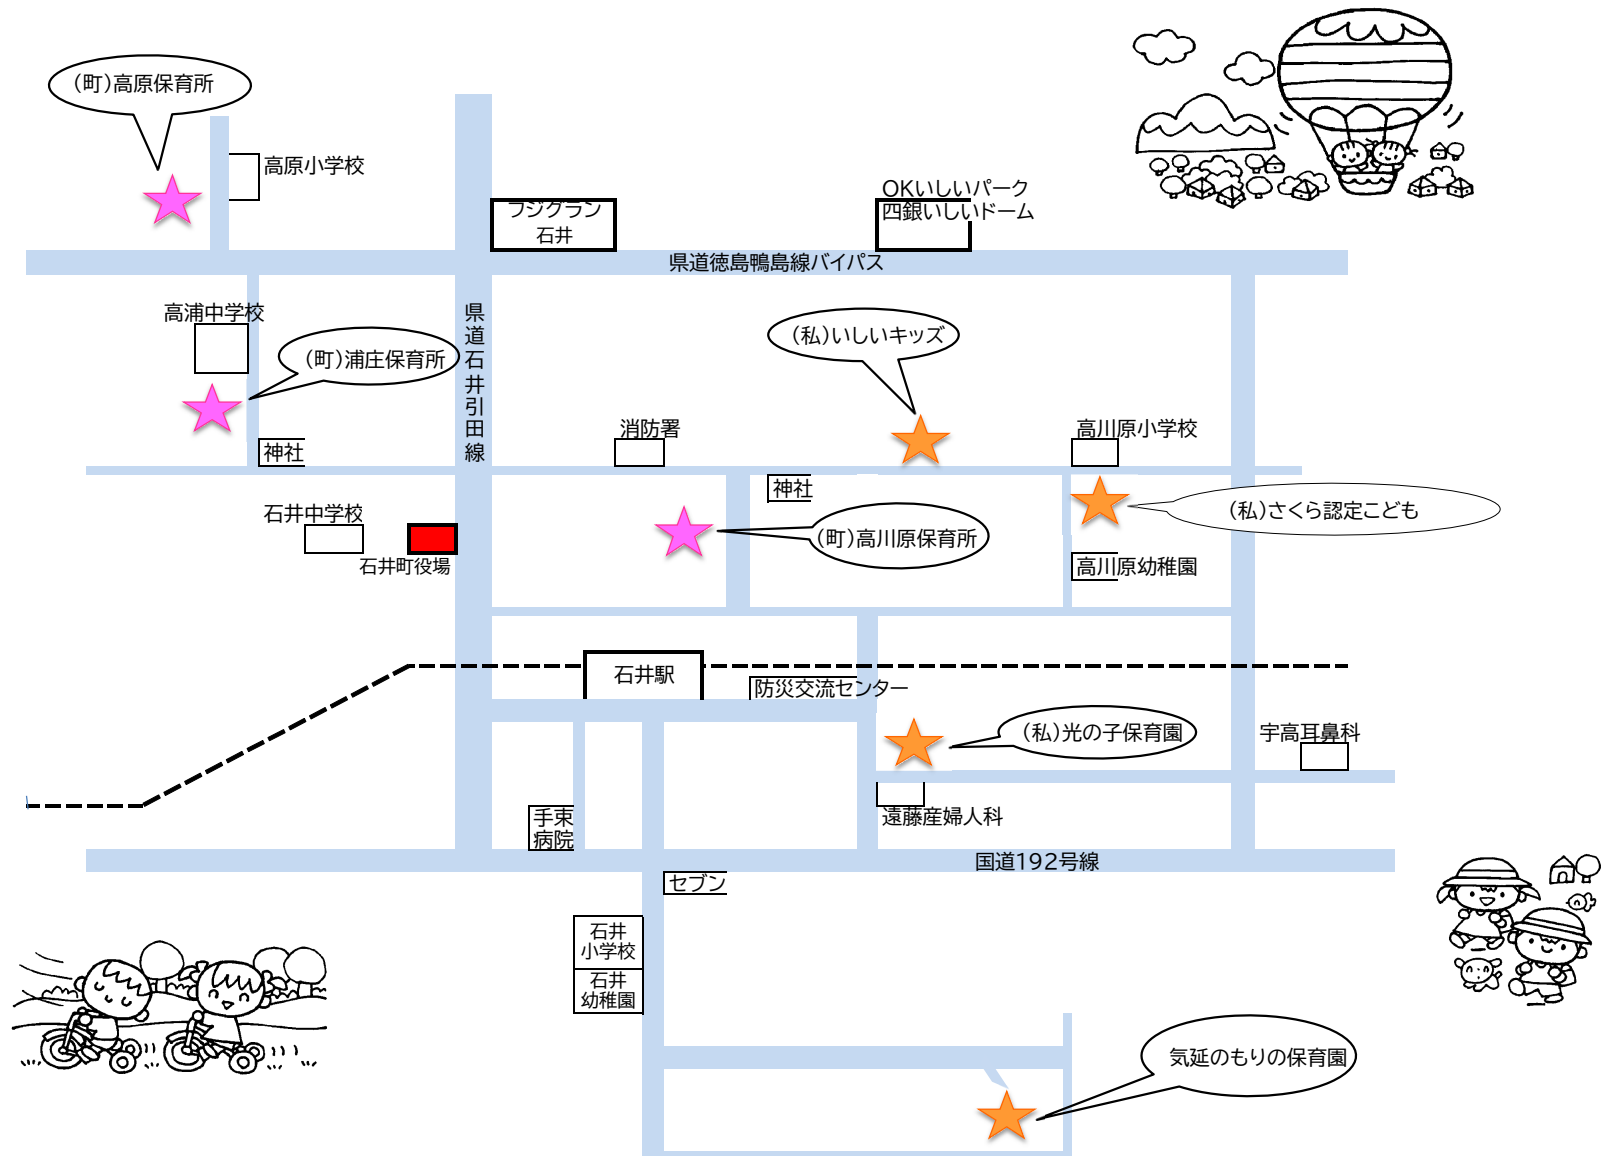 (町)高原保育所
高原小学校
OKいしいパーク
四銀いしいドーム
フジグラン
石井
県道徳島鴨島線バイパス
高浦中学校
県道石井引田線
(町)浦庄保育所
(私)いしいキッズ
神社
消防署
高川原小学校
神社
石井中学校
石井町役場
(町)高川原保育所
(私)さくら認定こども
高川原幼稚園
石井駅
防災交流センター
(私)光の子保育園
宇高耳鼻科
手束
病院
遠藤産婦人科
国道192号線
セブン
石井
小学校
石井
幼稚園
気延のもりの保育園